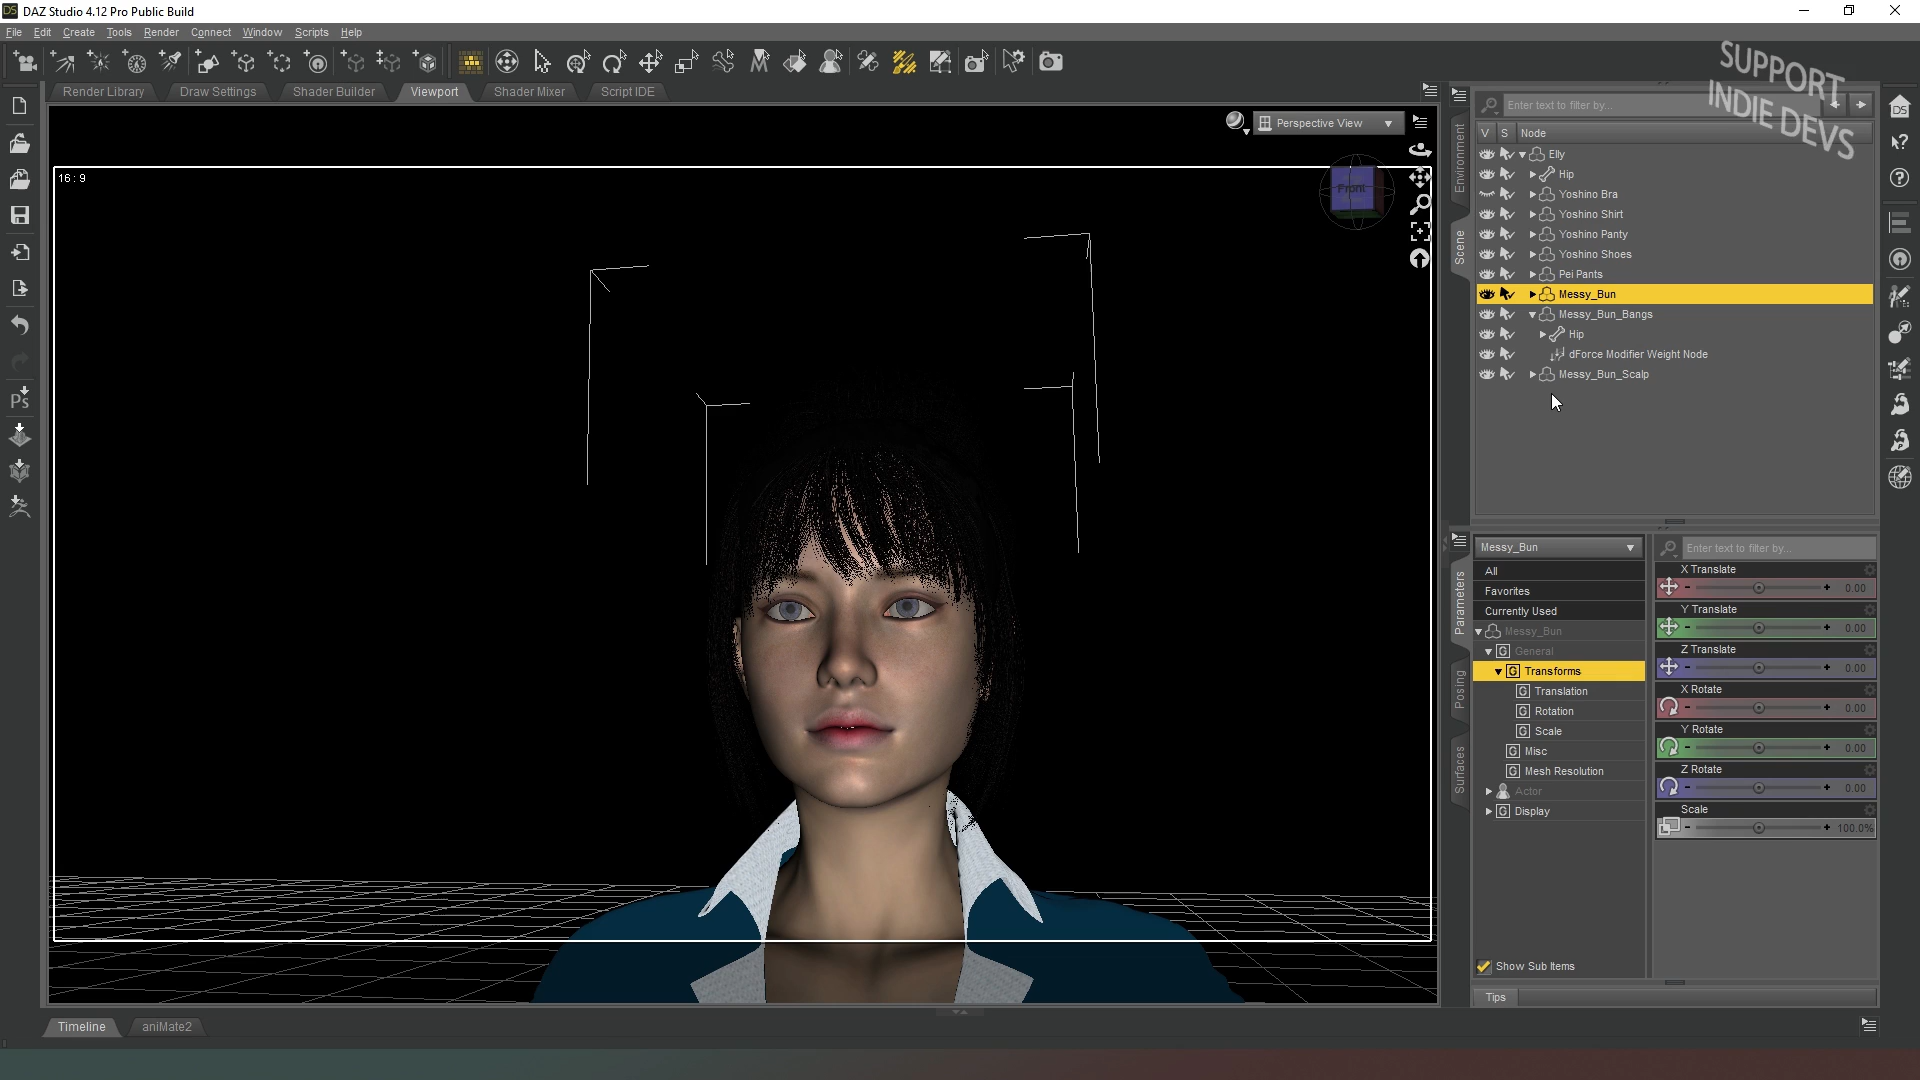 DAZ Studio 4.12 Pro Public Build
File Edit Create Tools Render Connect Window Scripts Help
SUPPORT
INDIE DEVS
Render Library Draw Settings Shader Builder Viewport Shader Mixer Script IDE
Perspective View
16 : 9
Front
Environment
Scene
Enter text to filter by...
V S Node
Elly
Hip
Yoshino Bra
Yoshino Shirt
Yoshino Panty
Yoshino Shoes
Pei Pants
Messy_Bun
Messy_Bun_Bangs
Hip
dForce Modifier Weight Node
Messy_Bun_Scalp
Parameters
Posing
Surfaces
Messy_Bun
All
Favorites
Currently Used
Messy_Bun
General
Transforms
Translation
Rotation
Scale
Misc
Mesh Resolution
Actor
Display
Show Sub Items
Enter text to filter by...
X Translate
0.00
Y Translate
0.00
Z Translate
0.00
X Rotate
0.00
Y Rotate
0.00
Z Rotate
0.00
Scale
100.0%
Tips
Timeline aniMate2
DS
Ps